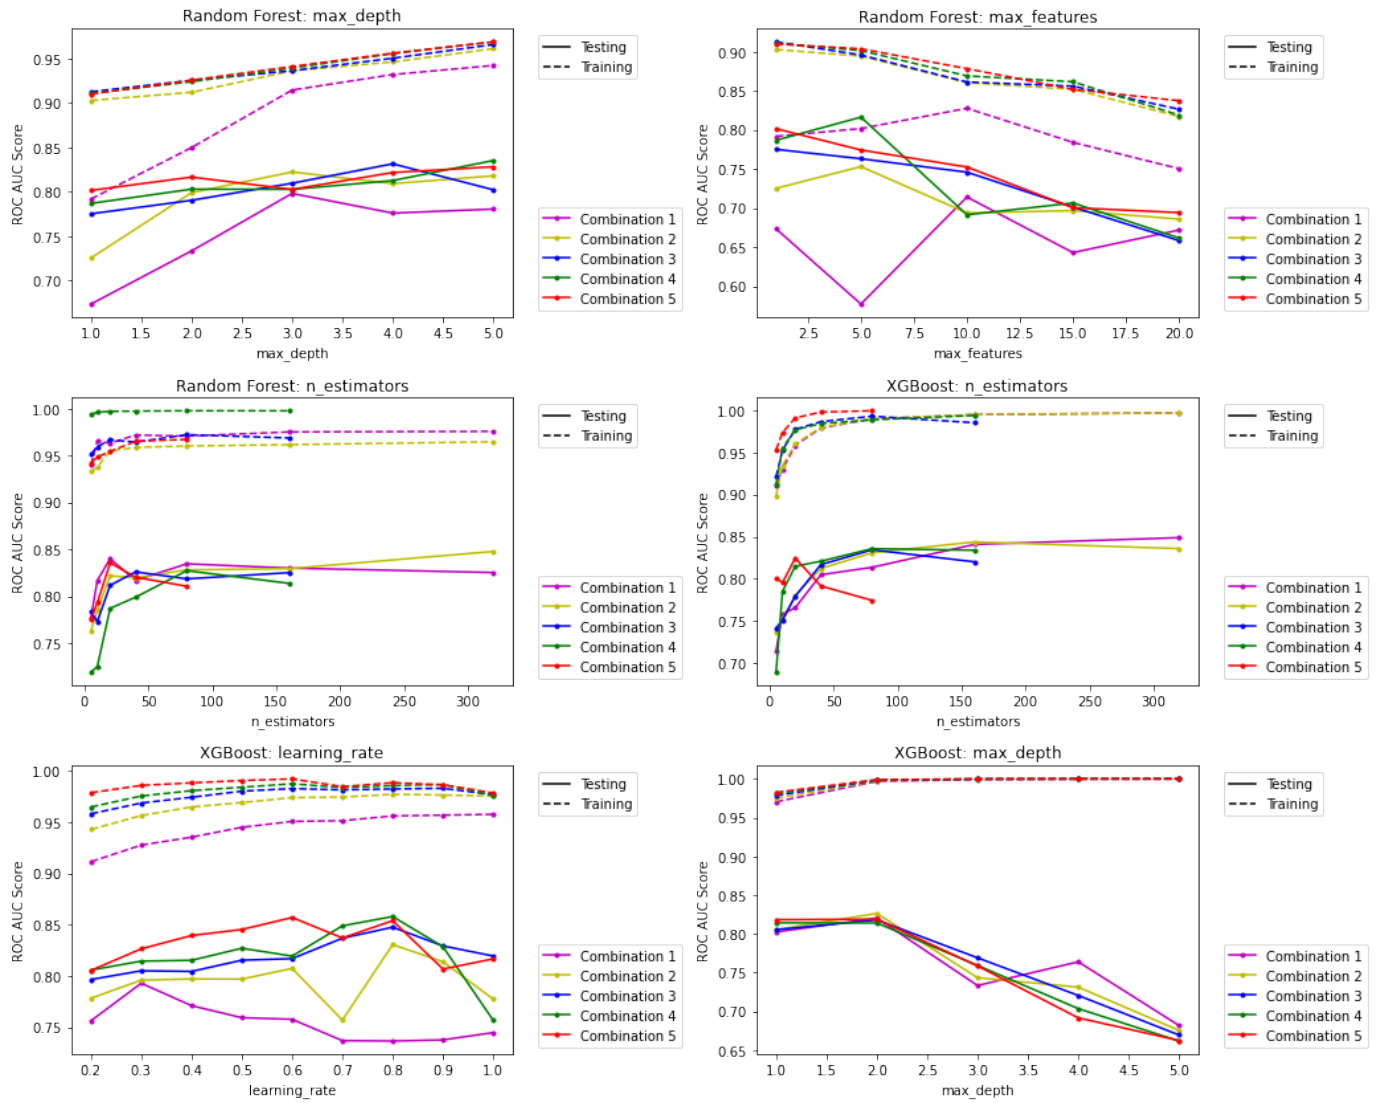 Random Forest: max_depth
ROC AUC Score
0.95
0.90
0.85
0.80
0.75
0.70
1.0 1.5 2.0 2.5 3.0 3.5 4.0 4.5 5.0
max_depth
Testing
Training
Combination 1
Combination 2
Combination 3
Combination 4
Combination 5
Random Forest: max_features
ROC AUC Score
0.90
0.85
0.80
0.75
0.70
0.65
0.60
2.5 5.0 7.5 10.0 12.5 15.0 17.5 20.0
max_features
Testing
Training
Combination 1
Combination 2
Combination 3
Combination 4
Combination 5
Random Forest: n_estimators
ROC AUC Score
1.00
0.95
0.90
0.85
0.80
0.75
0 50 100 150 200 250 300
n_estimators
Testing
Training
Combination 1
Combination 2
Combination 3
Combination 4
Combination 5
XGBoost: n_estimators
ROC AUC Score
1.00
0.95
0.90
0.85
0.80
0.75
0.70
0 50 100 150 200 250 300
n_estimators
Testing
Training
Combination 1
Combination 2
Combination 3
Combination 4
Combination 5
XGBoost: learning_rate
ROC AUC Score
1.00
0.95
0.90
0.85
0.80
0.75
0.2 0.3 0.4 0.5 0.6 0.7 0.8 0.9 1.0
learning_rate
Testing
Training
Combination 1
Combination 2
Combination 3
Combination 4
Combination 5
XGBoost: max_depth
ROC AUC Score
1.00
0.95
0.90
0.85
0.80
0.75
0.70
0.65
1.0 1.5 2.0 2.5 3.0 3.5 4.0 4.5 5.0
max_depth
Testing
Training
Combination 1
Combination 2
Combination 3
Combination 4
Combination 5